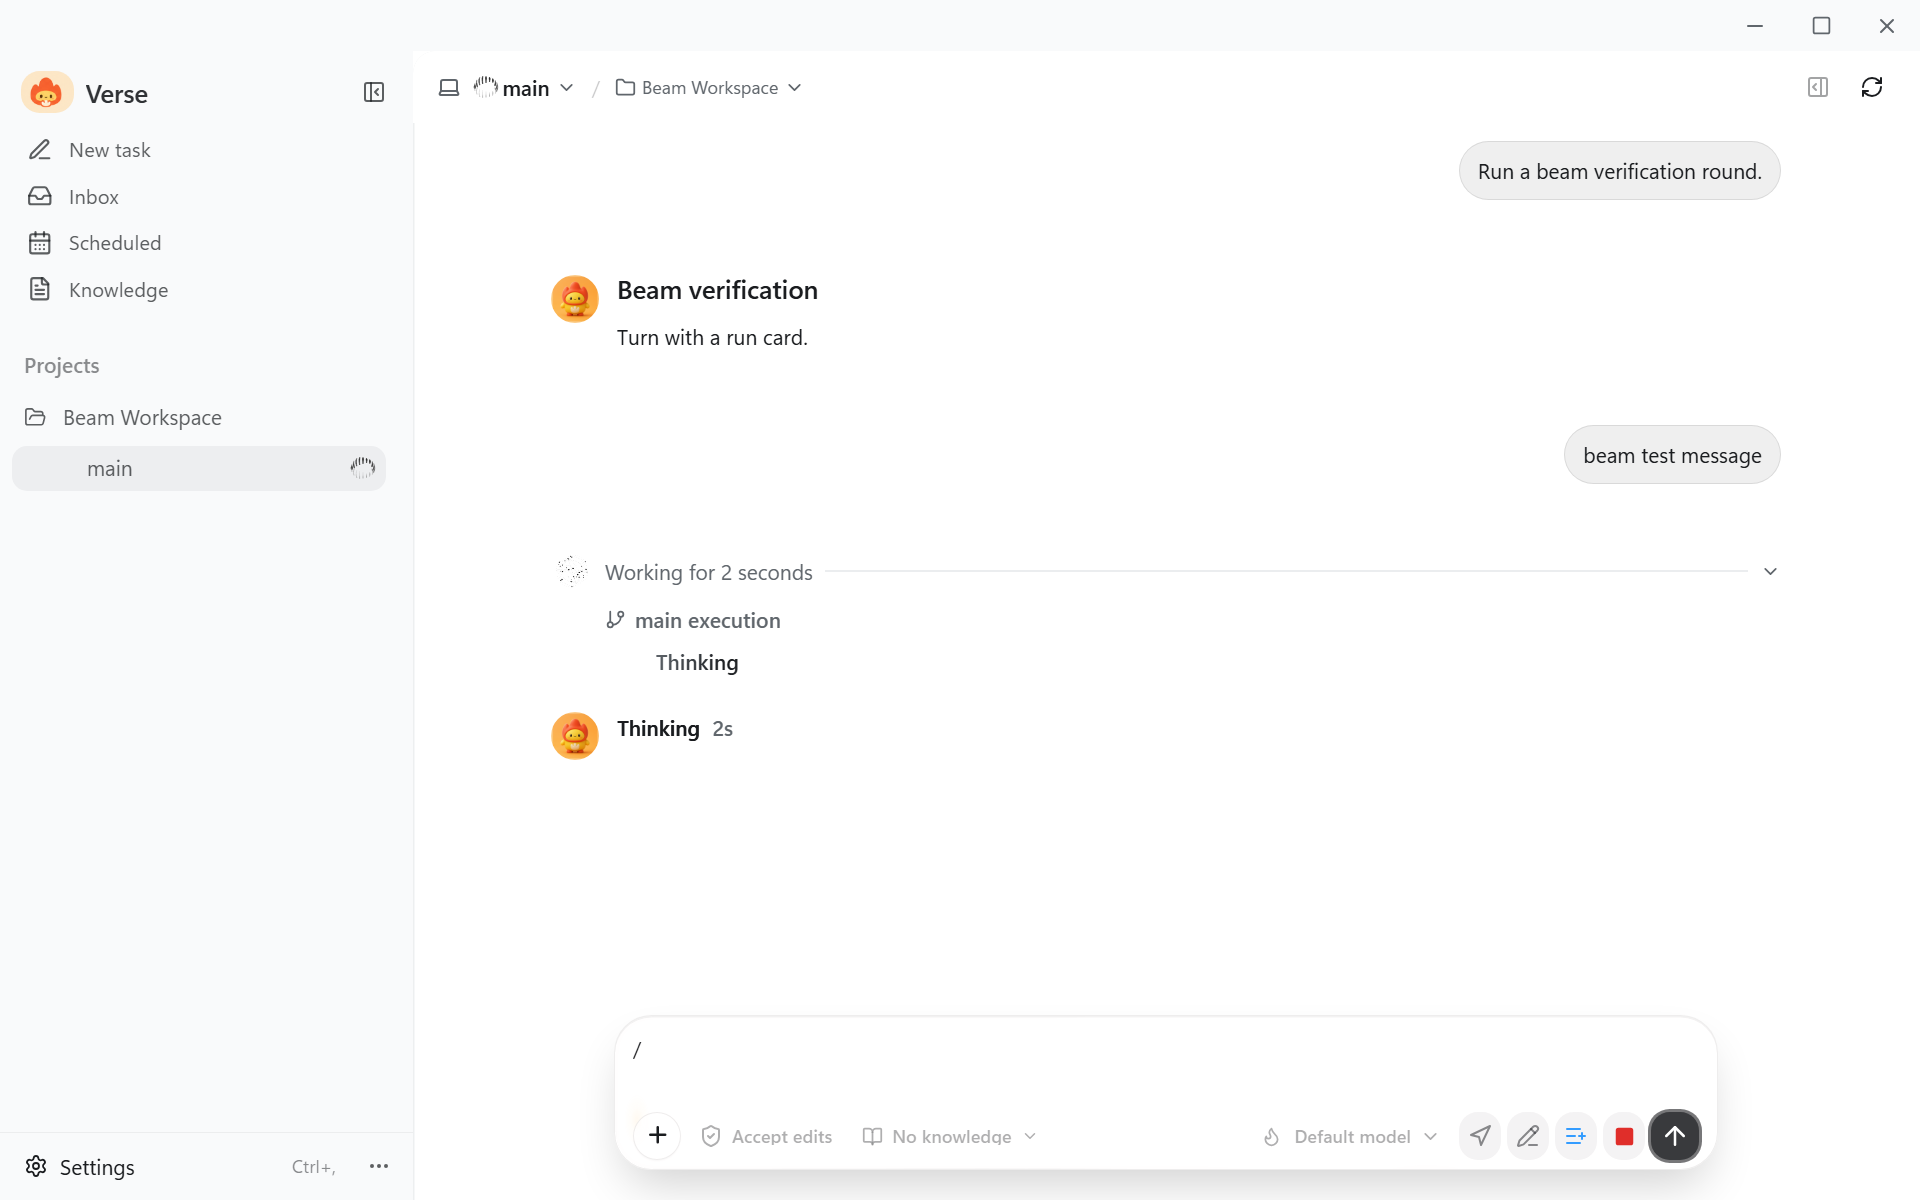 Verse
New task
Inbox
Scheduled
Knowledge
Projects
Beam Workspace
main
Settings
Ctrl+,
main / Beam Workspace
Run a beam verification round.
Beam verification
Turn with a run card.
beam test message
Working for 2 seconds
main execution
Thinking
Thinking 2s
/
Accept edits
No knowledge
Default model